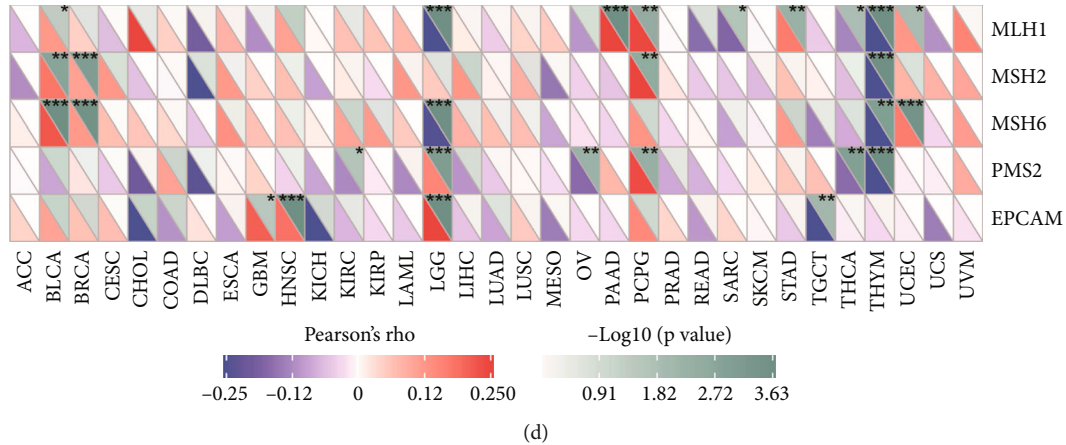 * *** *** ** * ** * *** * MLH1
** *** ** *** MSH2
*** *** *** ** *** MSH6
* *** ** ** ** *** PMS2
* *** *** ** EPCAM
ACC BLCA BRCA CESC CHOL COAD DLBC ESCA GBM HNSC KICH KIRC KIRP LAML LGG LIHC LUAD LUSC MESO OV PAAD PCPG PRAD READ SARC SKCM STAD TGCT THCA THYM UCEC UCS UVM
Pearson's rho –Log10 (p value)
–0.25 –0.12 0 0.12 0.250 0.91 1.82 2.72 3.63
(d)